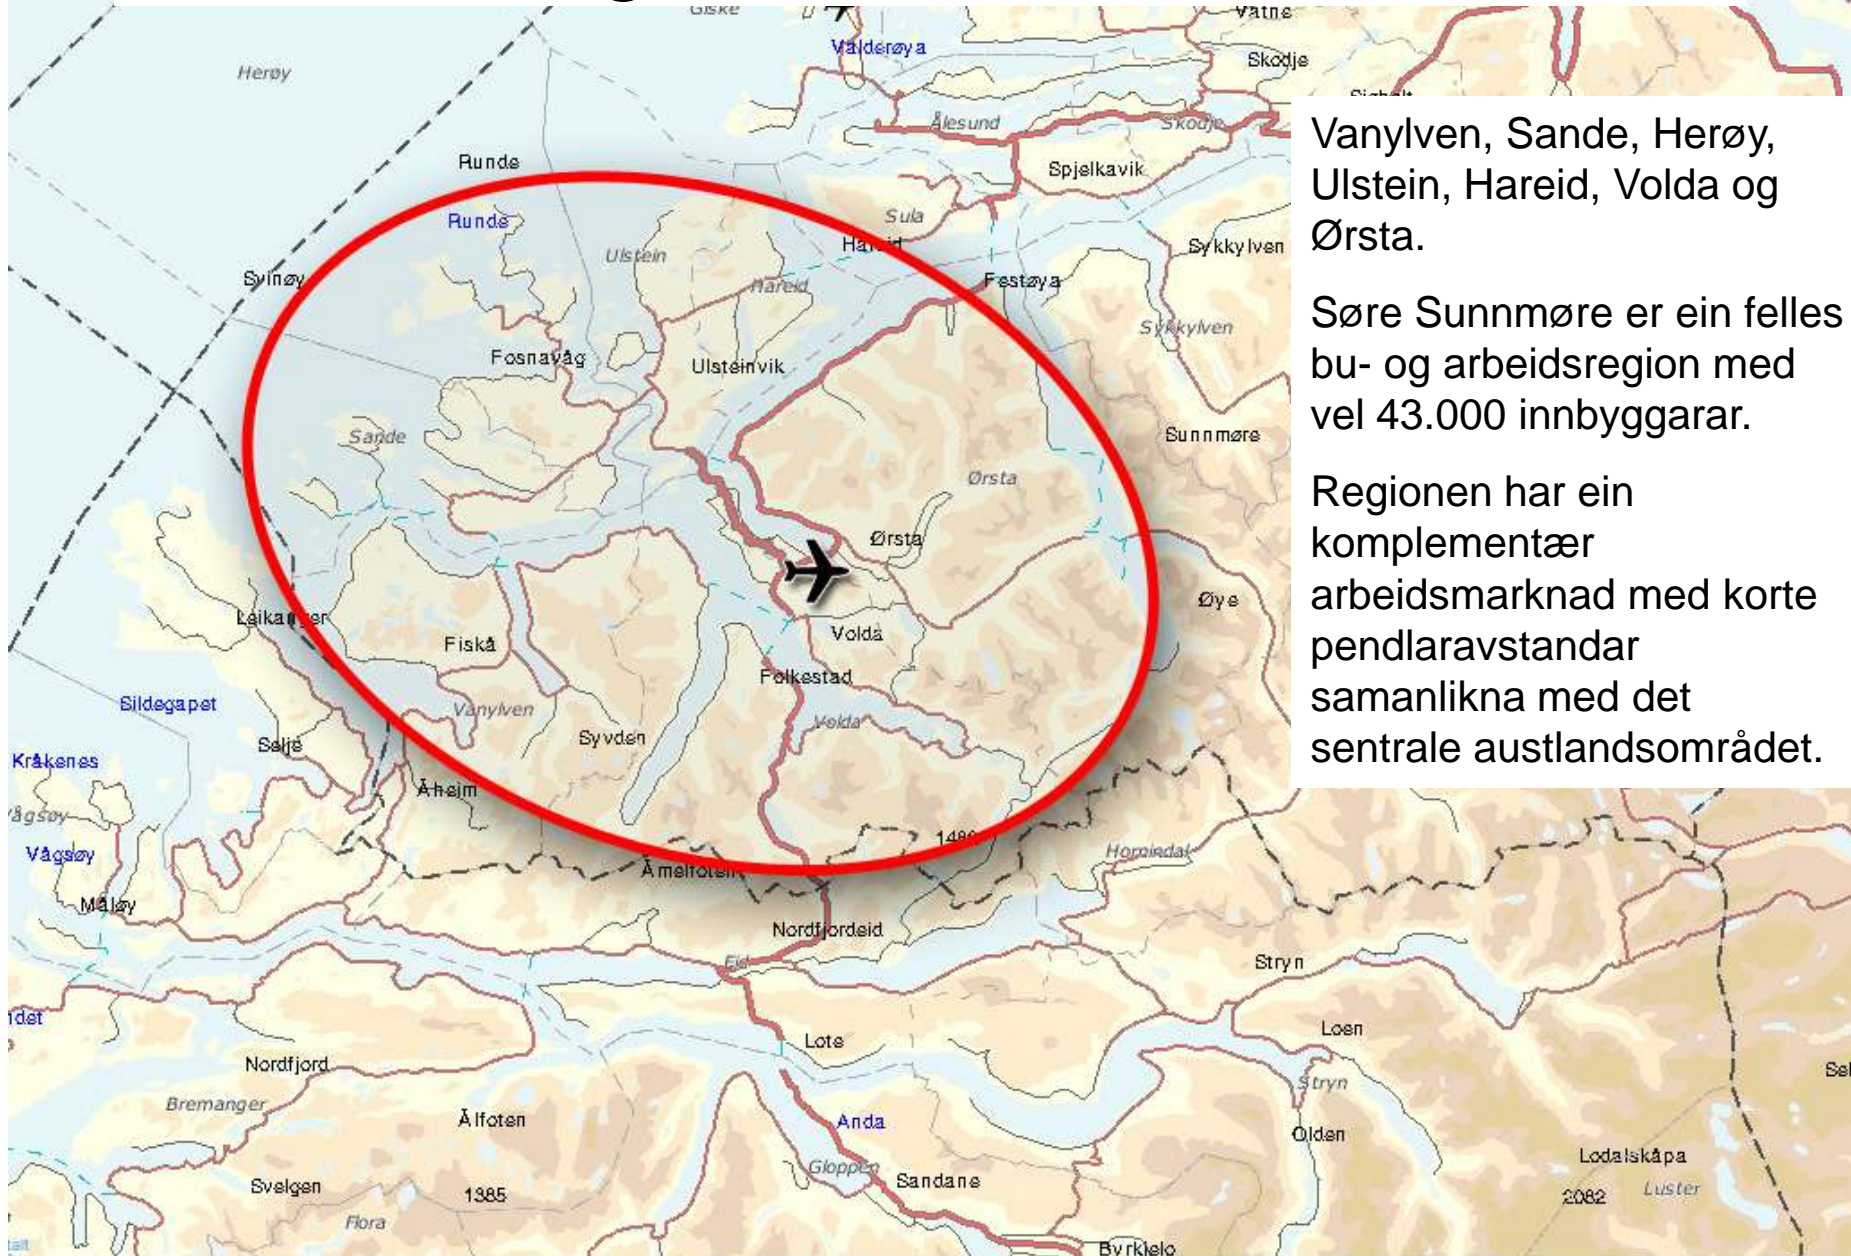 Giske
Vatne
Valderøya
Skodje
Herøy
Ålesund
Skodje
Runde
Spjelkavik
Runde
Sula
Ulstein
Hareid
Sykkylven
Svinøy
Hareid
Festøya
Sykkylven
Fosnavåg
Ulsteinvik
Sande
Sunnmøre
Ørsta
Ørsta
Øye
Leikanger
Fiskå
Volda
Folkestad
Sildegapet
Vanylven
Volda
Syvden
Selje
Kråkenes
Åheim
Vågsøy
Hornindal
Åmelfoten
Måløy
Nordfjordeid
Eid
Stryn
Loen
Lote
Nordfjord
Stryn
Bremanger
Ålfoten
Anda
Olden
Gloppen
Sandane
Lodalskåpa
Svelgen
1385
2082
Luster
Flora
Byrkjelo
Vanylven, Sande, Herøy,
Ulstein, Hareid, Volda og
Ørsta.
Søre Sunnmøre er ein felles
bu- og arbeidsregion med
vel 43.000 innbyggarar.
Regionen har ein
komplementær
arbeidsmarknad med korte
pendlaravstandar
samanlikna med det
sentrale austlandsområdet.